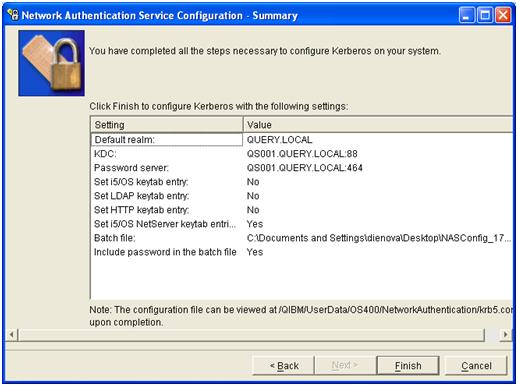 Network Authentication Service Configuration - Summary
You have completed all the steps necessary to configure Kerberos on your system.
Click Finish to configure Kerberos with the following settings:
Setting Value
Default realm: QUERY.LOCAL
KDC: QS001.QUERY.LOCAL:88
Password server: QS001.QUERY.LOCAL:464
Set i5/OS keytab entry: No
Set LDAP keytab entry: No
Set HTTP keytab entry: No
Set i5/OS NetServer keytab entri... Yes
Batch file: C:\Documents and Settings\dienova\Desktop\NASConfig_17...
Include password in the batch file Yes
Note: The configuration file can be viewed at /QIBM/UserData/OS400/NetworkAuthentication/krb5.con
upon completion.
< Back Next > Finish Cancel